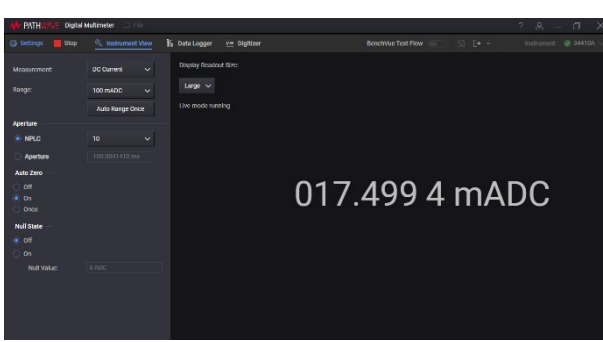 PATHWAVE Digital Multimeter File
Settings Stop Instrument View Data Logger Digitizer BenchVue Test Flow Instrument: 34410A
Measurement: DC Current
Range: 100 mADC
Auto Range Once
Aperture
NPLC 10
Aperture
Auto Zero
Off
On
Once
Null State
Off
On
Null Value: 0 ADC
Display Readout Size:
Large
Live mode running
017.499 4 mADC